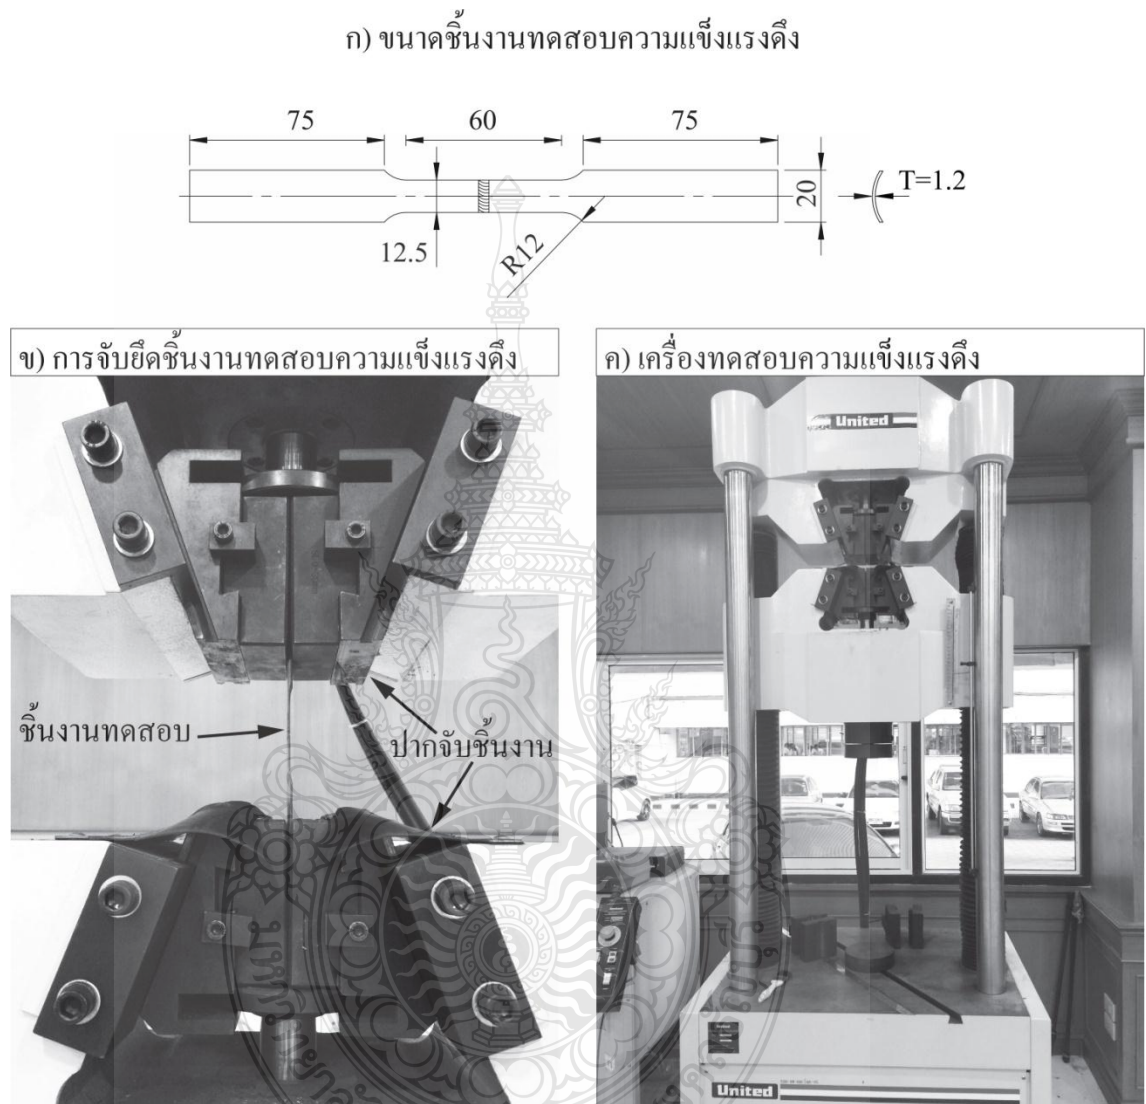 ก) ขนาดชิ้นงานทดสอบความแข็งแรงดึง
75
60
75
12.5
R12
20
T=1.2
ข) การจับยึดชิ้นงานทดสอบความแข็งแรงดึง
ชิ้นงานทดสอบ
ปากจับชิ้นงาน
ค) เครื่องทดสอบความแข็งแรงดึง
United
United